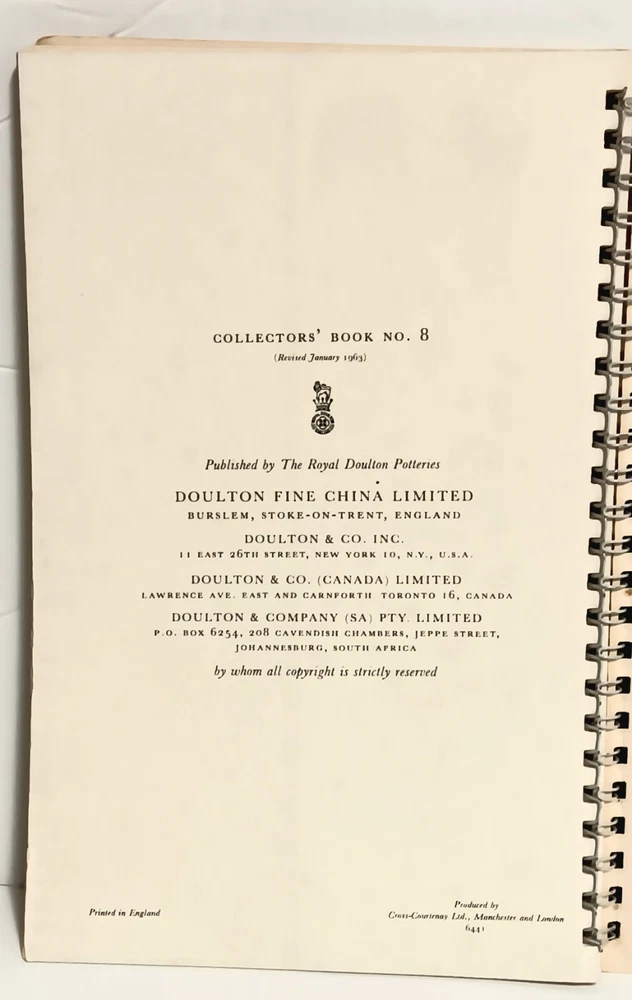 COLLECTORS' BOOK NO. 8
(Revised January 1963)
Published by The Royal Doulton Potteries
DOULTON FINE CHINA LIMITED
BURSLEM, STOKE-ON-TRENT, ENGLAND
DOULTON & CO. INC.
11 EAST 26TH STREET, NEW YORK 10, N.Y., U.S.A.
DOULTON & CO. (CANADA) LIMITED
LAWRENCE AVE. EAST AND CARNFORTH TORONTO 16, CANADA
DOULTON & COMPANY (SA) PTY. LIMITED
P.O. BOX 6254, 208 CAVENDISH CHAMBERS, JEPPE STREET,
JOHANNESBURG, SOUTH AFRICA
by whom all copyright is strictly reserved
Printed in England
Produced by
Cross-Courtenay Ltd., Manchester and London
6441